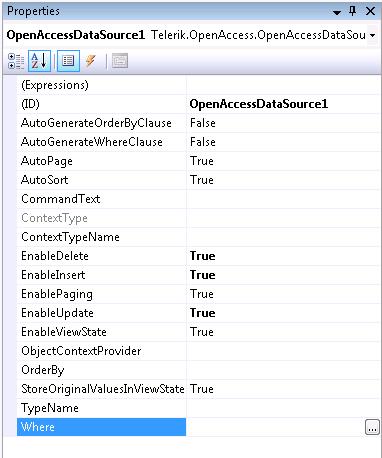 Properties
OpenAccessDataSource1 Telerik.OpenAccess.OpenAccessDataSou
(Expressions)
(ID) OpenAccessDataSource1
AutoGenerateOrderByClause False
AutoGenerateWhereClause False
AutoPage True
AutoSort True
CommandText
ContextType
ContextTypeName
EnableDelete True
EnableInsert True
EnablePaging True
EnableUpdate True
EnableViewState True
ObjectContextProvider
OrderBy
StoreOriginalValuesInViewState True
TypeName
Where ...